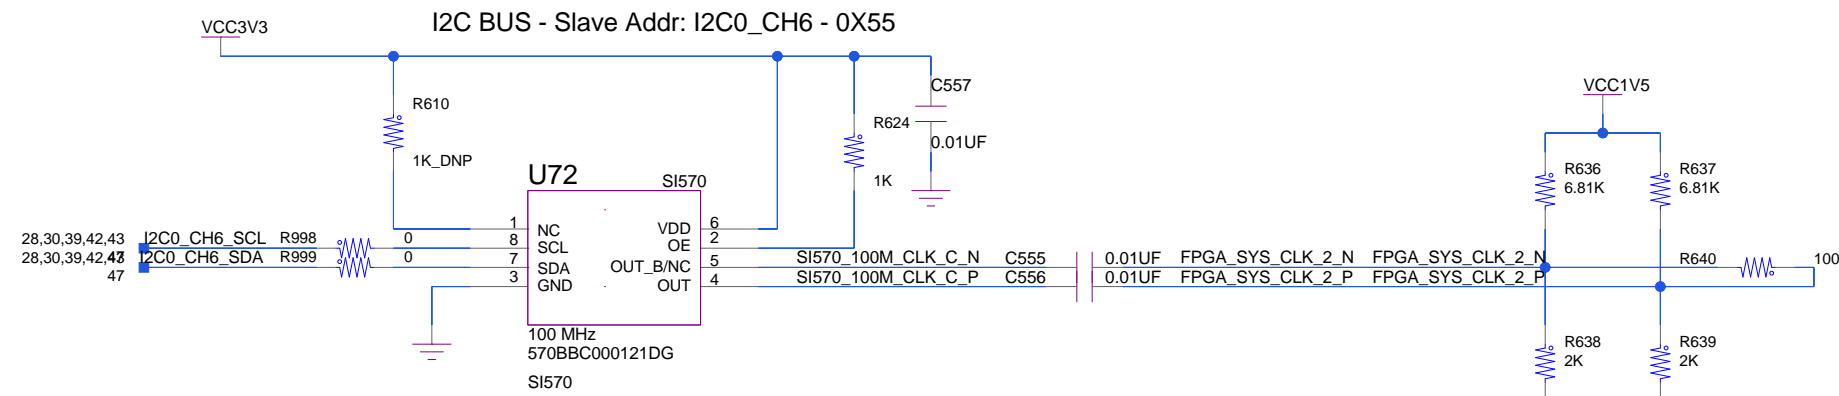 I2C BUS - Slave Addr: I2C0_CH6 - 0X55
VCC3V3
C557
VCC1V5
R610
R624
0.01UF
1K_DNP
U72
SI570
1K
R636
6.81K
R637
6.81K
1
NC
VDD
6
28,30,39,42,43
I2C0_CH6_SCL
R998
0
8
SCL
OE
2
47
28,30,39,42,43
I2C0_CH6_SDA
R999
0
7
SDA
OUT_B/NC
5
SI570_100M_CLK_C_N
C555
0.01UF
FPGA_SYS_CLK_2_N
FPGA_SYS_CLK_2_N
R640
100
47
3
GND
OUT
4
SI570_100M_CLK_C_P
C556
0.01UF
FPGA_SYS_CLK_2_P
FPGA_SYS_CLK_2_P
100 MHz
570BBC000121DG
SI570
R638
2K
R639
2K